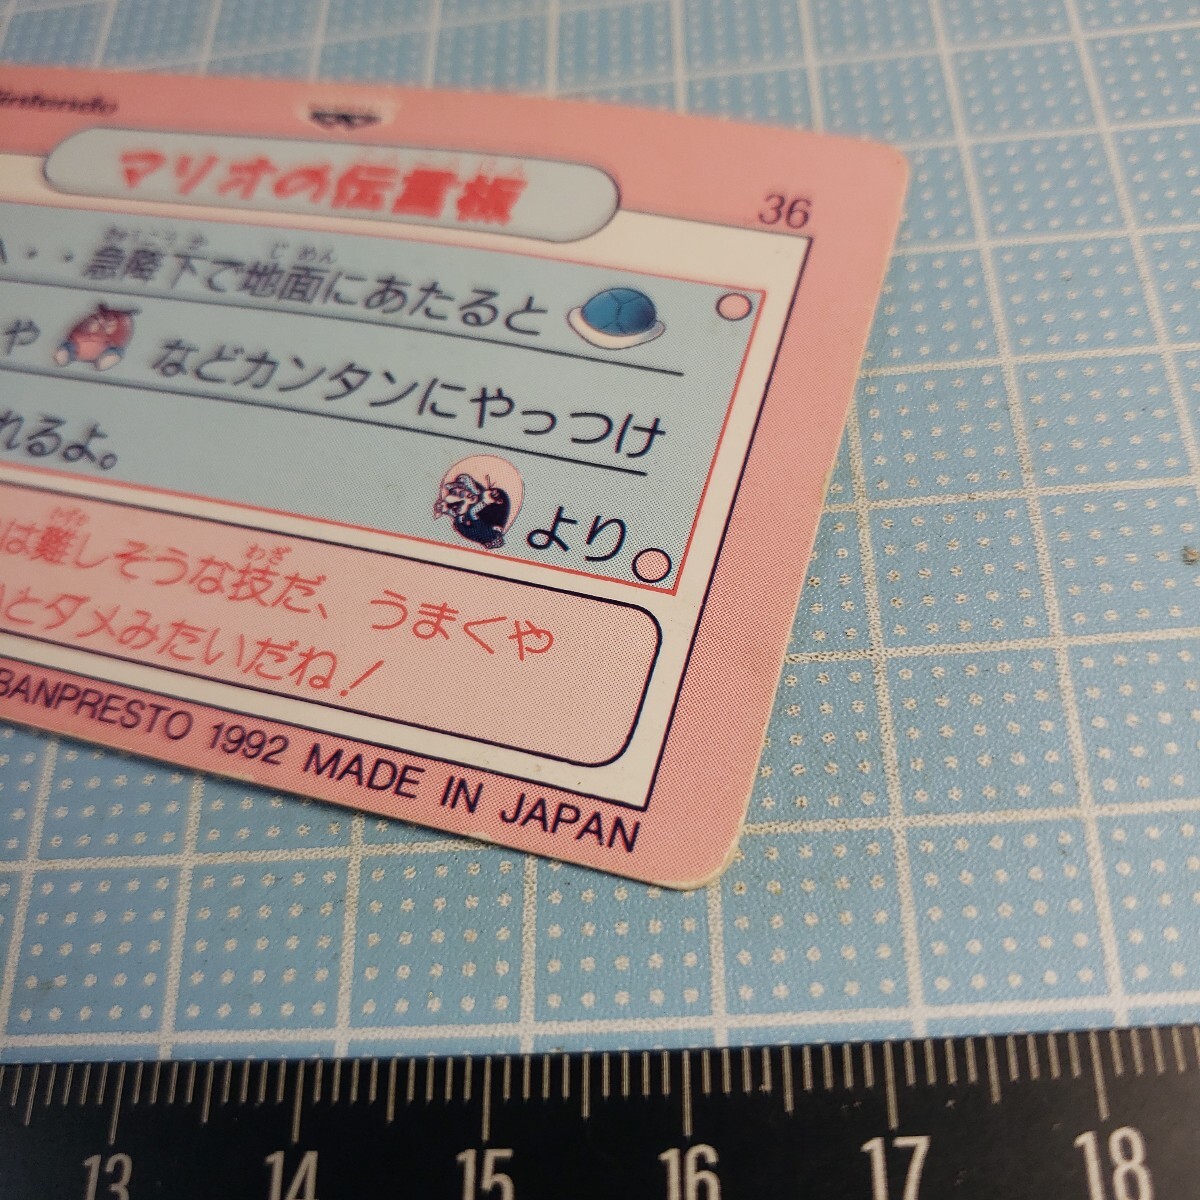 Nintendo
マリオの伝言板
36
・・急降下で地面にあたると
や などカンタンにやっつけ
れるよ。
より
は難しそうな技だ、うまくや
いとダメみたいだね！
BANPRESTO 1992 MADE IN JAPAN
13 14 15 16 17 18